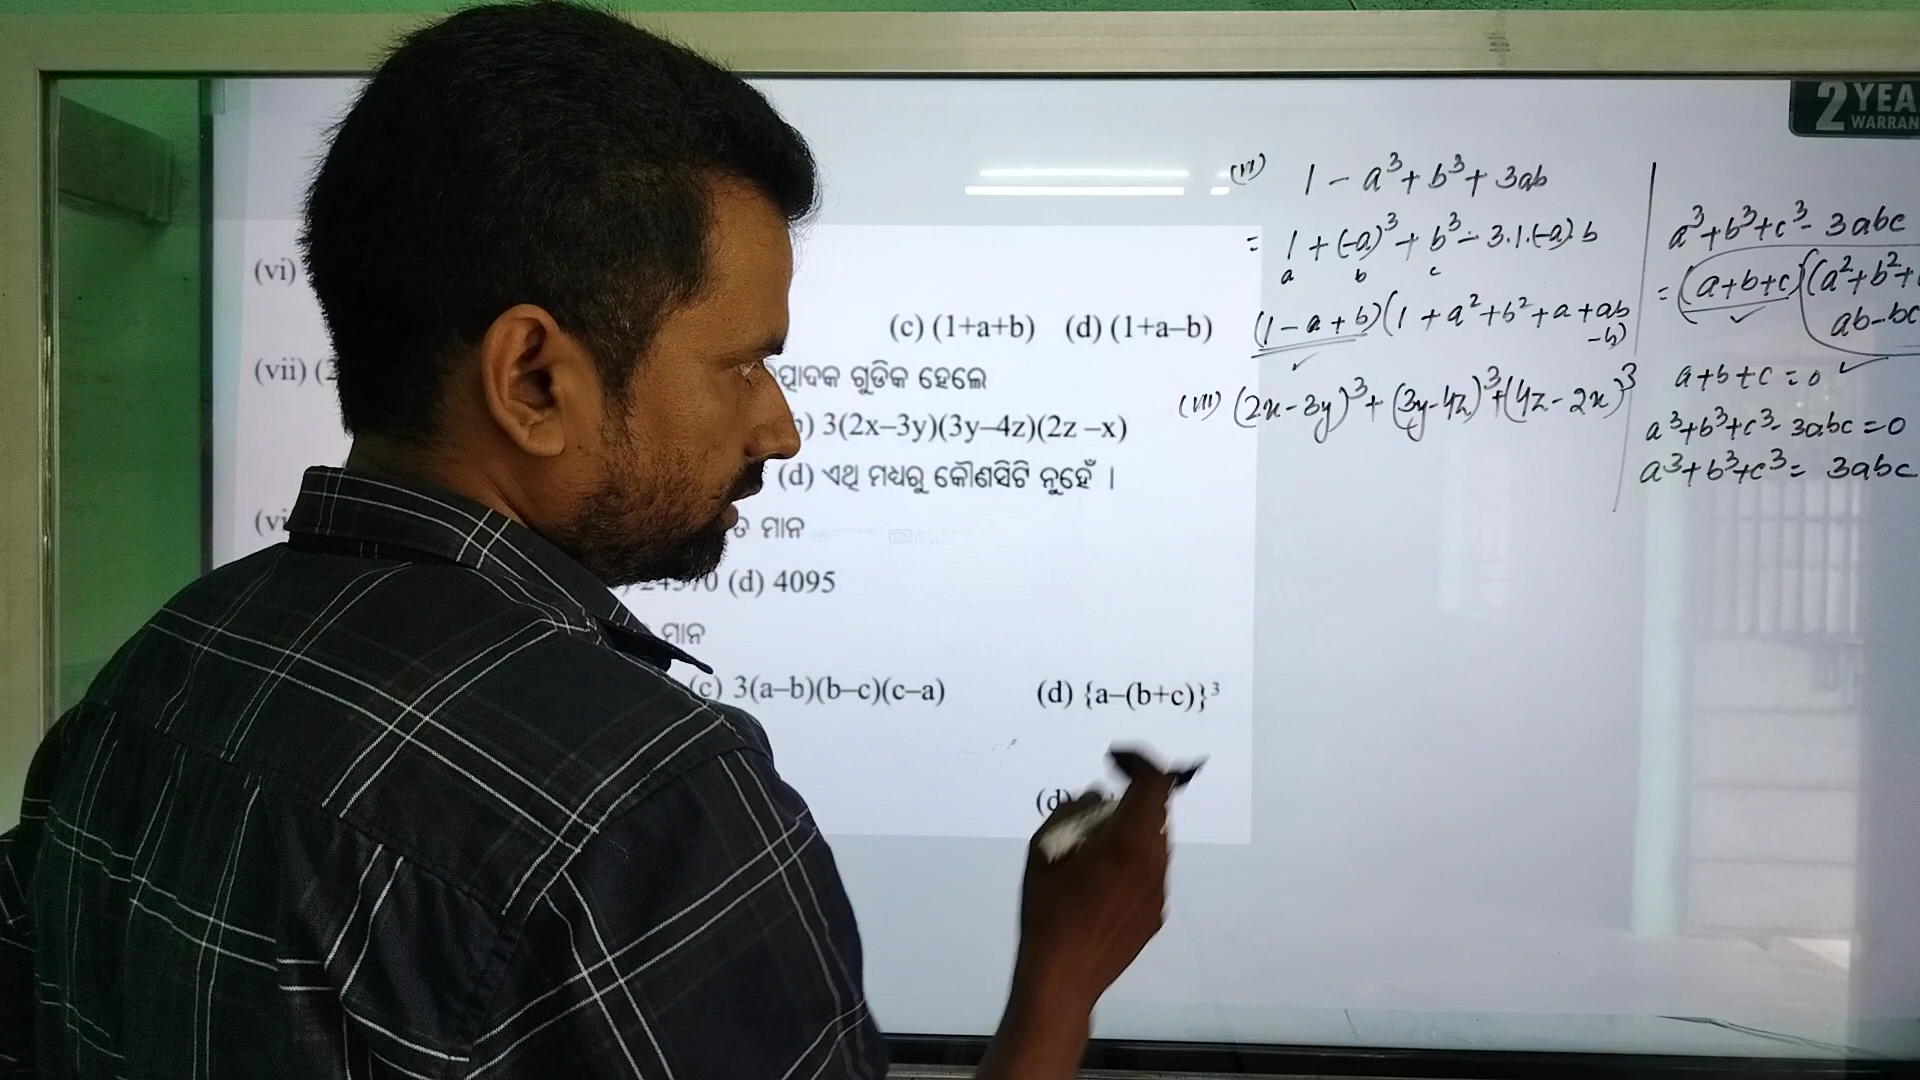 2 YEA
WARRAN
(vi)
(c) (1+a+b) (d) (1+a–b)
(vii) (2
ଗୁଡିକ ହେଲେ
) 3(2x–3y)(3y–4z)(2z –x)
(d) ଏଥି ମଧ୍ୟରୁ କୌଣସିଟି ନୁହେଁ ।
(vi
ମାନ
(d) 4095
ମାନ
(c) 3(a–b)(b–c)(c–a) (d) {a–(b+c)}³
(d)
(vi) 1 - a³ + b³ + 3ab
= 1 + (-a)³ + b³ - 3.1.(-a).b
a b c
(1 - a + b)(1 + a² + b² + a + ab
- b)
(vii) (2x - 3y)³ + (3y - 4z)³ + (4z - 2x)³
a³ + b³ + c³ - 3abc
= (a + b + c)(a² + b² +
ab - bc
a + b + c = 0
a³ + b³ + c³ - 3abc = 0
a³ + b³ + c³ = 3abc